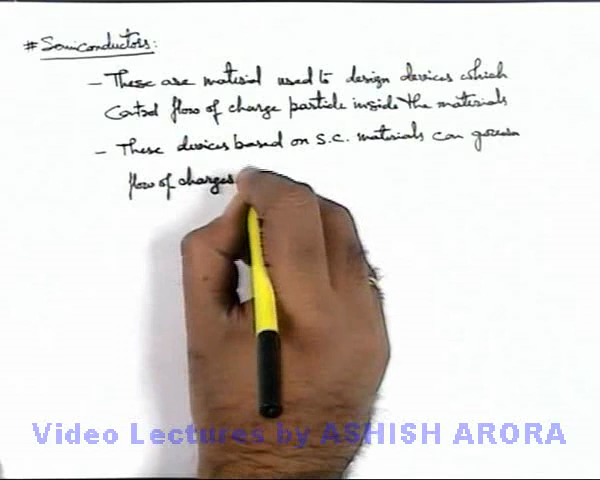 # Semiconductors:
- These are material used to design devices which
Control flow of charge particle inside the materials
- These devices based on S.C. materials can govern
flow of charges
Video Lectures by ASHISH ARORA